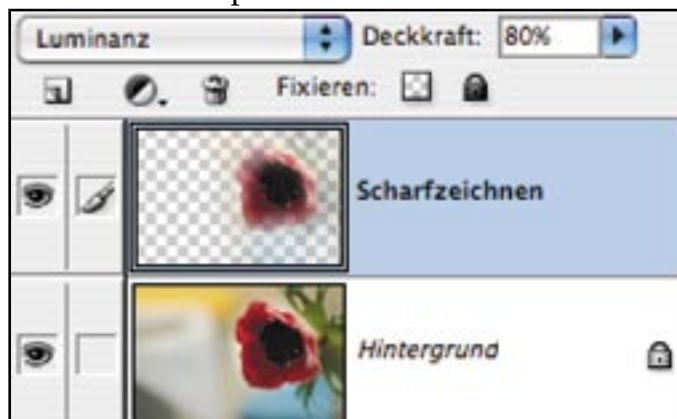 Luminanz Deckkraft: 80%
Fixieren:
Scharfzeichnen
Hintergrund